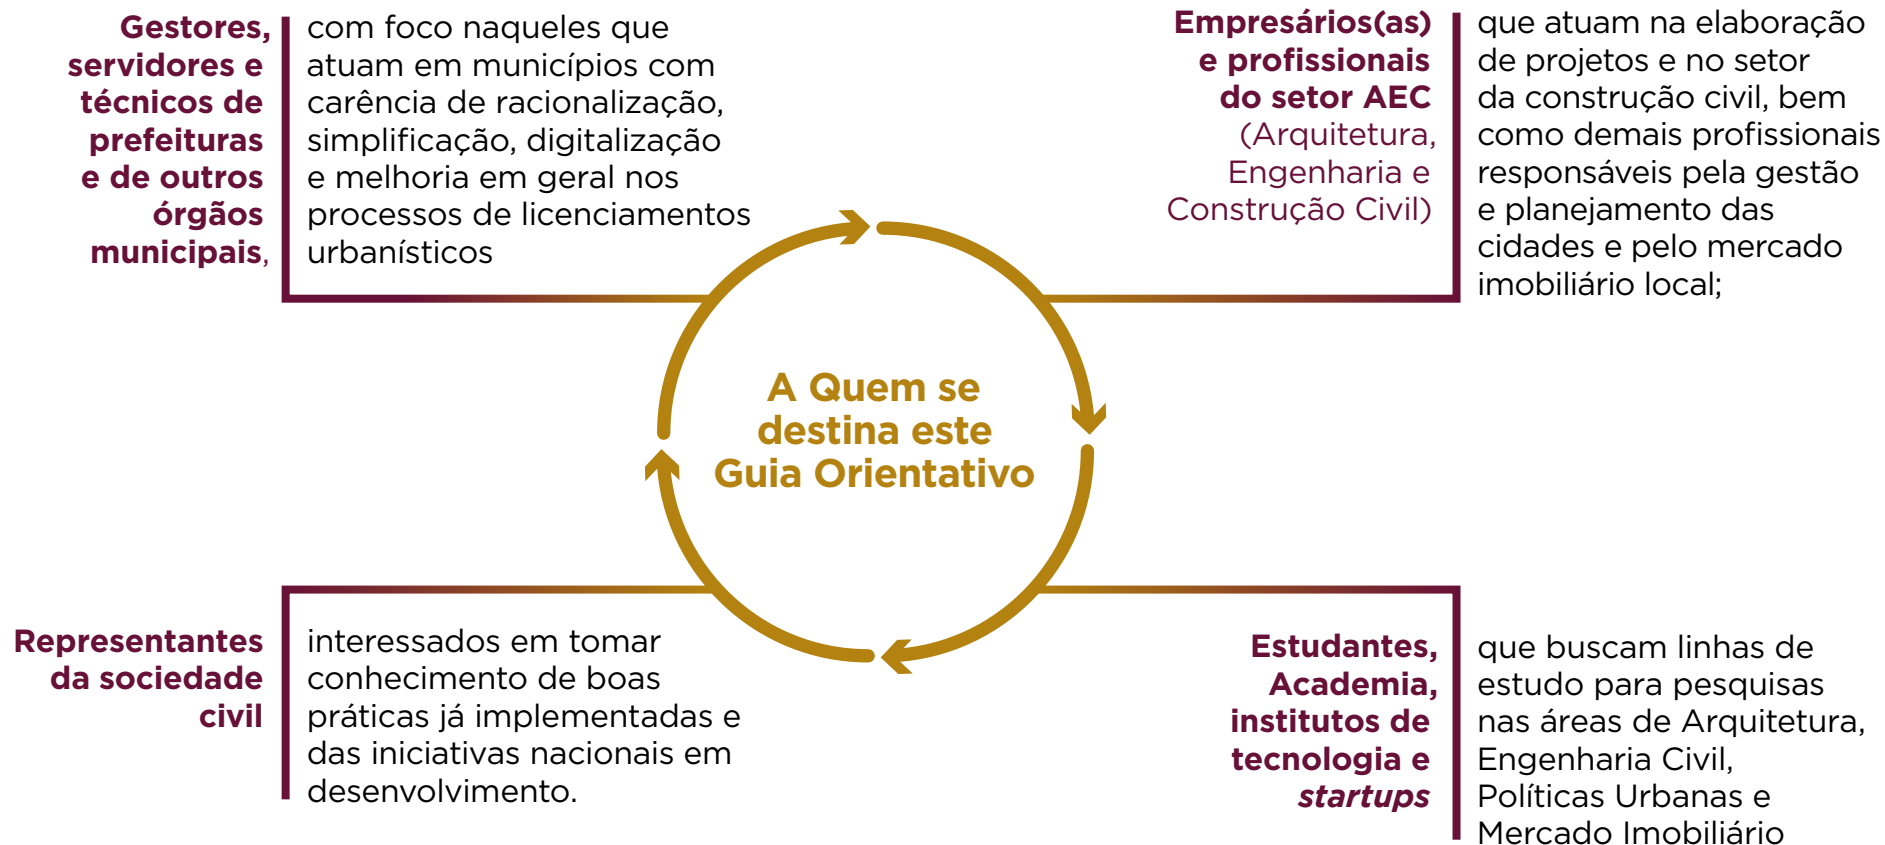 Gestores,
servidores e
técnicos de
prefeituras
e de outros
órgãos
municipais,
com foco naqueles que
atuam em municípios com
carência de racionalização,
simplificação, digitalização
e melhoria em geral nos
processos de licenciamentos
urbanísticos
Empresários(as)
e profissionais
do setor AEC
(Arquitetura,
Engenharia e
Construção Civil)
que atuam na elaboração
de projetos e no setor
da construção civil, bem
como demais profissionais
responsáveis pela gestão
e planejamento das
cidades e pelo mercado
imobiliário local;
A Quem se
destina este
Guia Orientativo
Representantes
da sociedade
civil
interessados em tomar
conhecimento de boas
práticas já implementadas e
das iniciativas nacionais em
desenvolvimento.
Estudantes,
Academia,
institutos de
tecnologia e
startups
que buscam linhas de
estudo para pesquisas
nas áreas de Arquitetura,
Engenharia Civil,
Políticas Urbanas e
Mercado Imobiliário